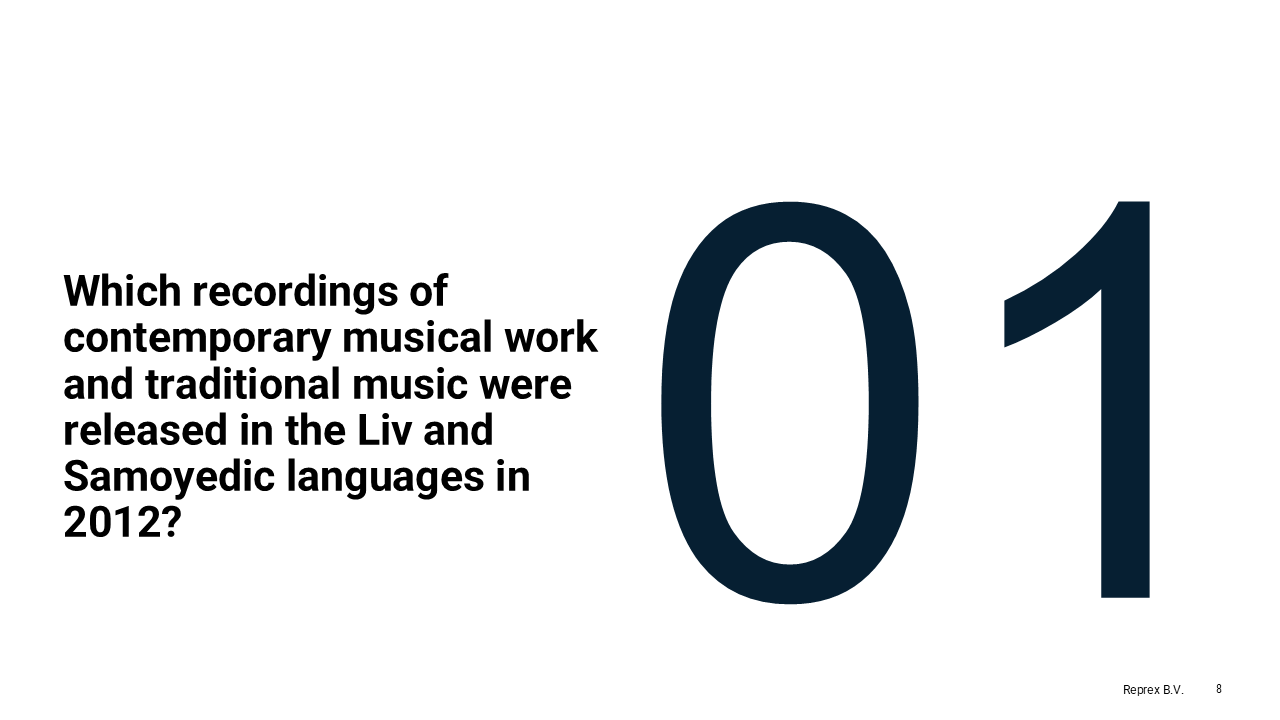 Which recordings of
contemporary musical work
and traditional music were
released in the Liv and
Samoyedic languages in
2012?
01
Reprex B.V.
8